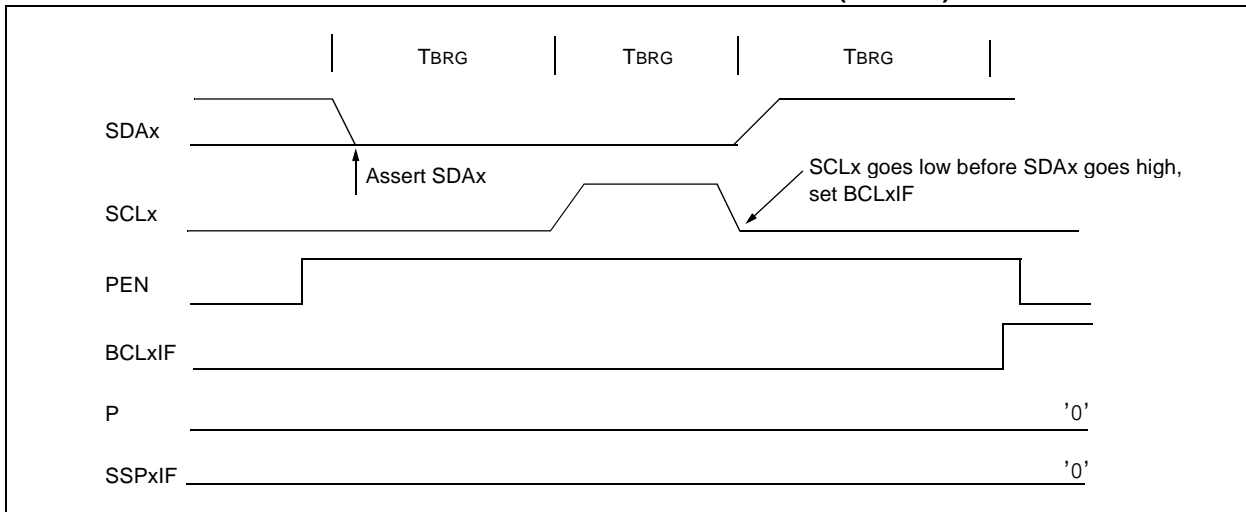 TBRG TBRG TBRG
SDAx
Assert SDAx
SCLx goes low before SDAx goes high,
set BCLxIF
SCLx
PEN
BCLxIF
P '0'
SSPxIF '0'